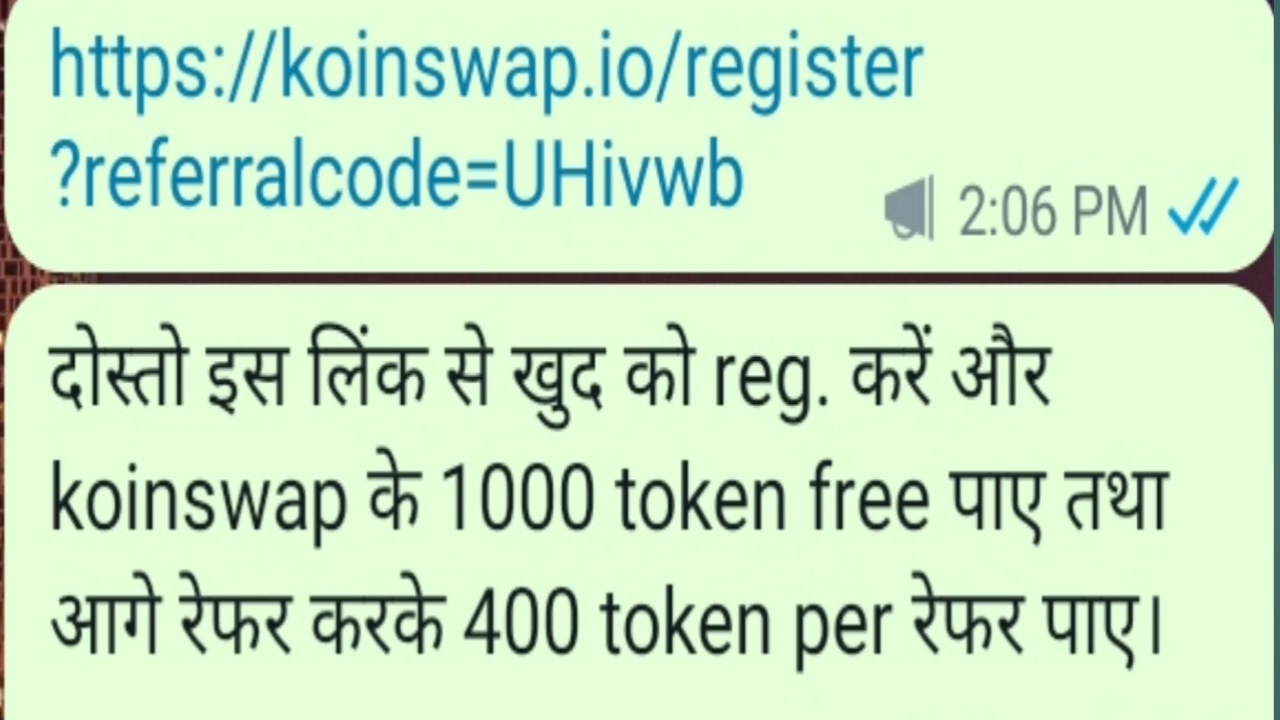 https://koinswap.io/register
?referralcode=UHivwb
2:06 PM
दोस्तो इस लिंक से खुद को reg. करें और
koinswap के 1000 token free पाए तथा
आगे रेफर करके 400 token per रेफर पाए।